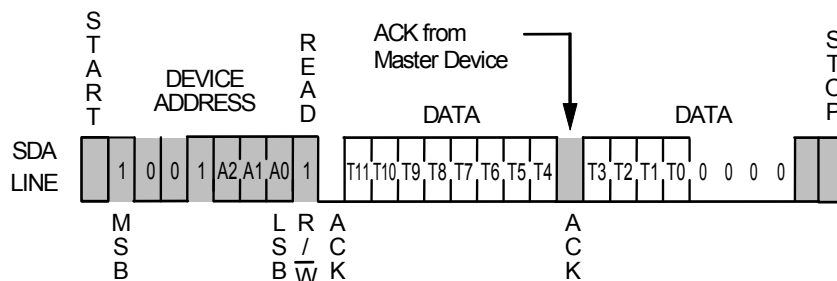 START
DEVICE
ADDRESS
READ
ACK from
Master Device
DATA
DATA
STOP
SDA
LINE
1 0 0 1 A2 A1 A0 1 T11 T10 T9 T8 T7 T6 T5 T4 T3 T2 T1 T0 0 0 0 0
MSB
LSB
R/W
ACK
ACK